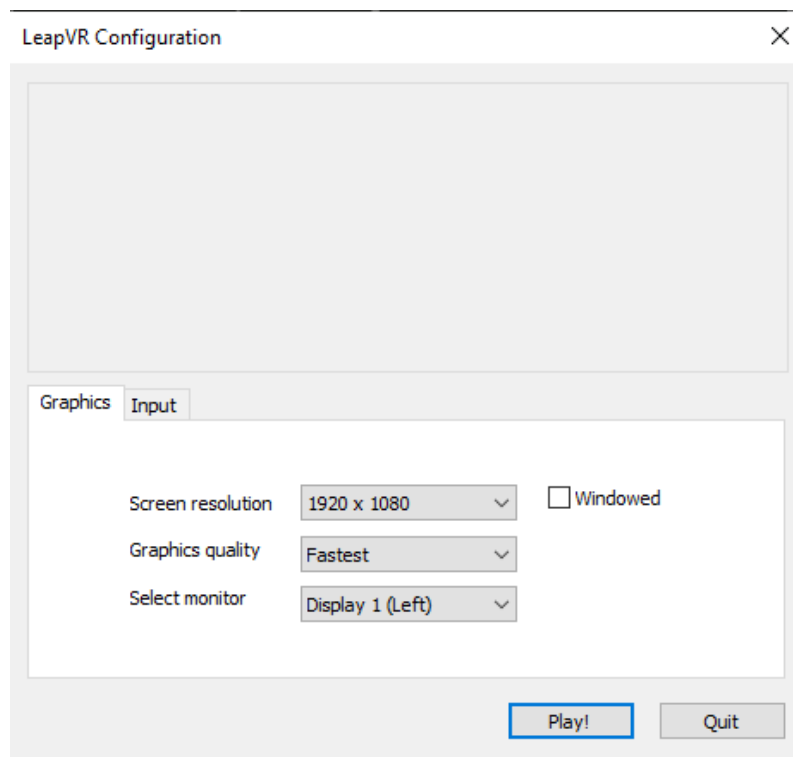 LeapVR Configuration
Graphics Input
Screen resolution 1920 x 1080 Windowed
Graphics quality Fastest
Select monitor Display 1 (Left)
Play! Quit